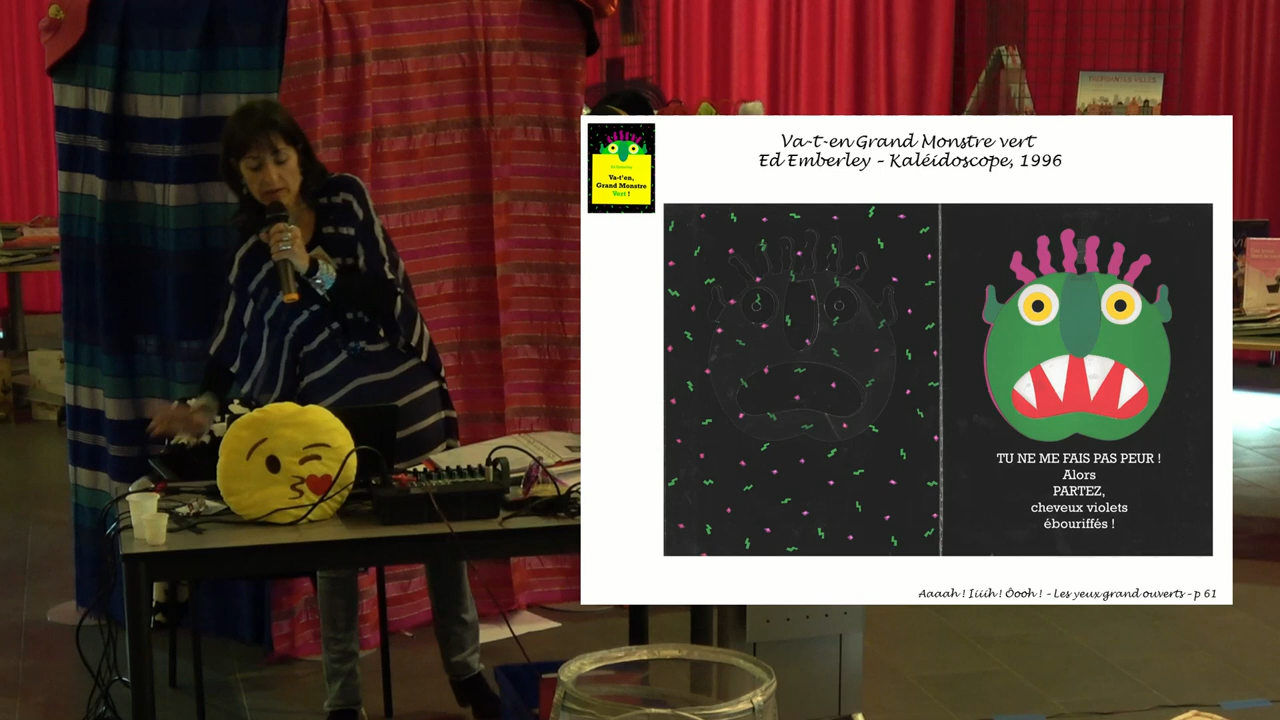 Va-t-en Grand Monstre vert
Ed Emberley – Kaléidoscope, 1996
Va-t'en,
Grand Monstre
Vert !
TU NE ME FAIS PAS PEUR !
Alors
PARTEZ,
cheveux violets
ébouriffés !
Aaaah ! Iiiih ! Ôooh ! – Les yeux grand ouverts – p 61